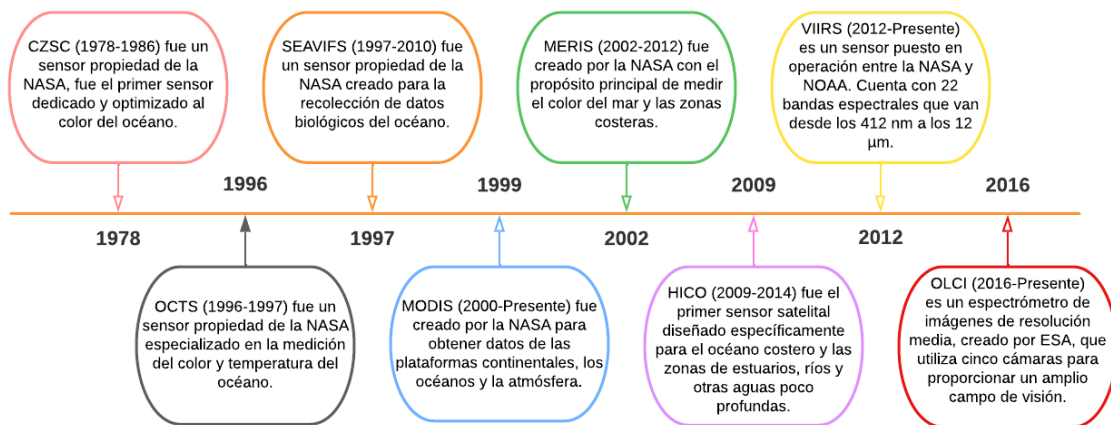 CZSC (1978-1986) fue un
sensor propiedad de la
NASA, fue el primer sensor
dedicado y optimizado al
color del océano.
SEAVIFS (1997-2010) fue
un sensor propiedad de la
NASA creado para la
recolección de datos
biológicos del océano.
MERIS (2002-2012) fue
creado por la NASA con el
propósito principal de medir
el color del mar y las zonas
costeras.
VIIRS (2012-Presente)
es un sensor puesto en
operación entre la NASA y
NOAA. Cuenta con 22
bandas espectrales que van
desde los 412 nm a los 12
µm.
1996
1999
2009
2016
1978
1997
2002
2012
OCTS (1996-1997) fue un
sensor propiedad de la NASA
especializado en la medición
del color y temperatura del
océano.
MODIS (2000-Presente) fue
creado por la NASA para
obtener datos de las
plataformas continentales, los
océanos y la atmósfera.
HICO (2009-2014) fue el
primer sensor satelital
diseñado específicamente
para el océano costero y las
zonas de estuarios, ríos y
otras aguas poco
profundas.
OLCI (2016-Presente)
es un espectrómetro de
imágenes de resolución
media, creado por ESA, que
utiliza cinco cámaras para
proporcionar un amplio
campo de visión.